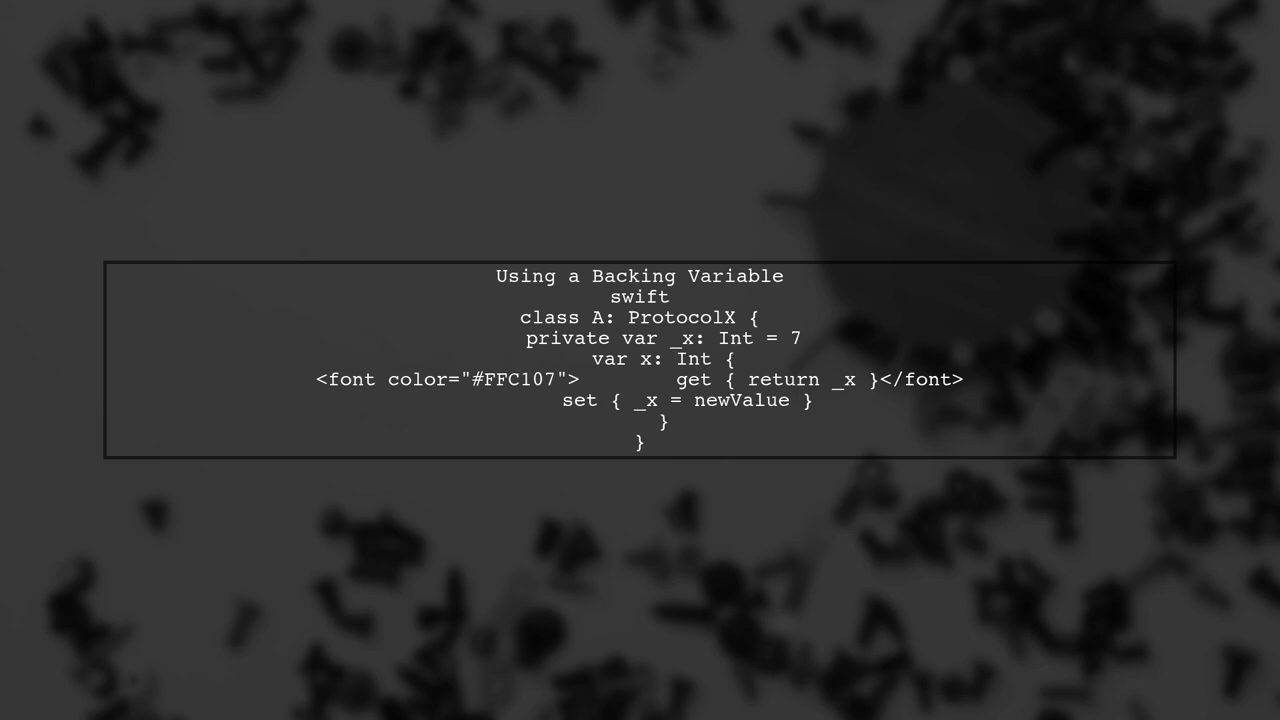 Using a Backing Variable
swift
class A: ProtocolX {
private var _x: Int = 7
var x: Int {
<font color="#FFC107">        get { return _x }</font>
set { _x = newValue }
}
}